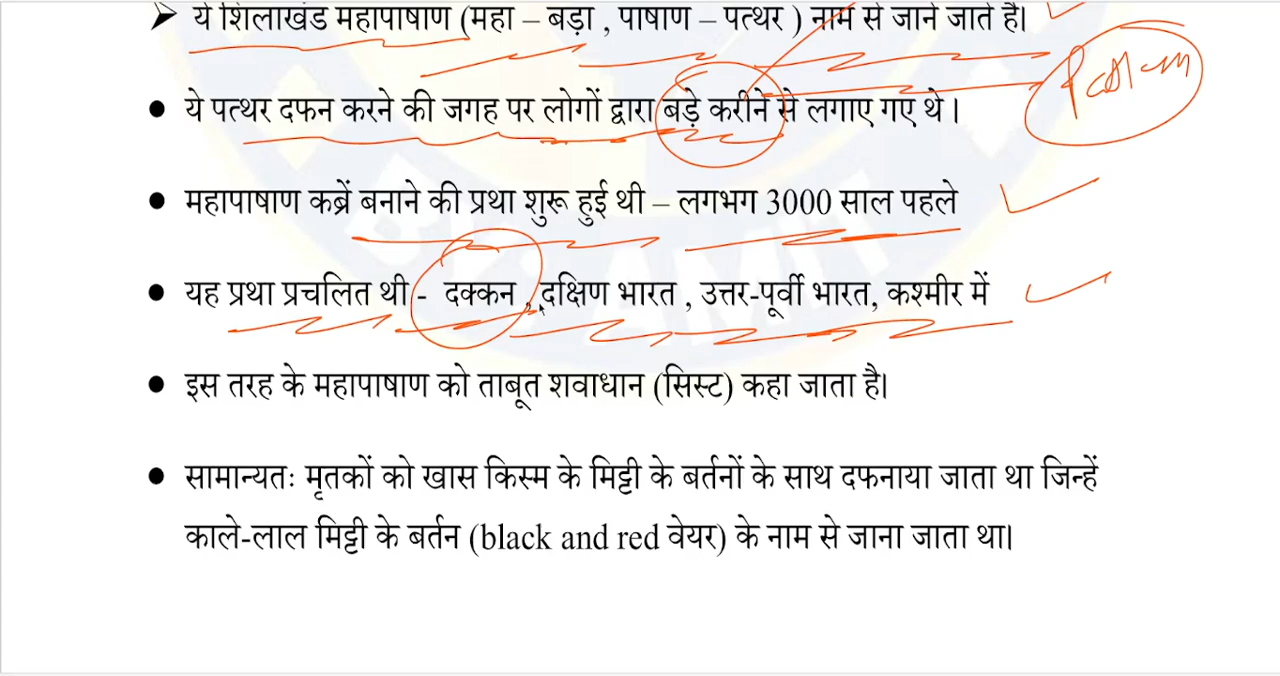 ➤ ये शिलाखंड महापाषाण (महा – बड़ा , पाषाण – पत्थर ) नाम से जाने जाते है।
● ये पत्थर दफन करने की जगह पर लोगों द्वारा बड़े करीने से लगाए गए थे।
● महापाषाण कब्रें बनाने की प्रथा शुरू हुई थी – लगभग 3000 साल पहले
● यह प्रथा प्रचलित थी - दक्कन , दक्षिण भारत , उत्तर-पूर्वी भारत, कश्मीर में
● इस तरह के महापाषाण को ताबूत शवाधान (सिस्ट) कहा जाता है।
● सामान्यतः मृतकों को खास किस्म के मिट्टी के बर्तनों के साथ दफनाया जाता था जिन्हें
काले-लाल मिट्टी के बर्तन (black and red वेयर) के नाम से जाना जाता था।